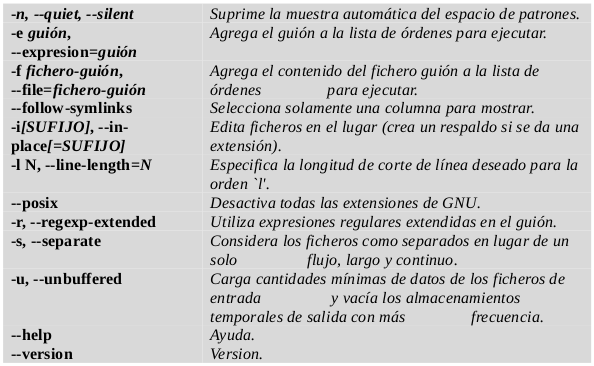 -n, --quiet, --silent Suprime la muestra automática del espacio de patrones.
-e guión, Agrega el guión a la lista de órdenes para ejecutar.
--expresion=guión
-f fichero-guión, Agrega el contenido del fichero guión a la lista de
--file=fichero-guión órdenes para ejecutar.
--follow-symlinks Selecciona solamente una columna para mostrar.
-i[SUFIJO], --in- Edita ficheros en el lugar (crea un respaldo si se da una
place[=SUFIJO] extensión).
-l N, --line-length=N Especifica la longitud de corte de línea deseado para la
orden `l'.
--posix Desactiva todas las extensiones de GNU.
-r, --regexp-extended Utiliza expresiones regulares extendidas en el guión.
-s, --separate Considera los ficheros como separados en lugar de un
solo flujo, largo y continuo.
-u, --unbuffered Carga cantidades mínimas de datos de los ficheros de
entrada y vacía los almacenamientos
temporales de salida con más frecuencia.
--help Ayuda.
--version Version.